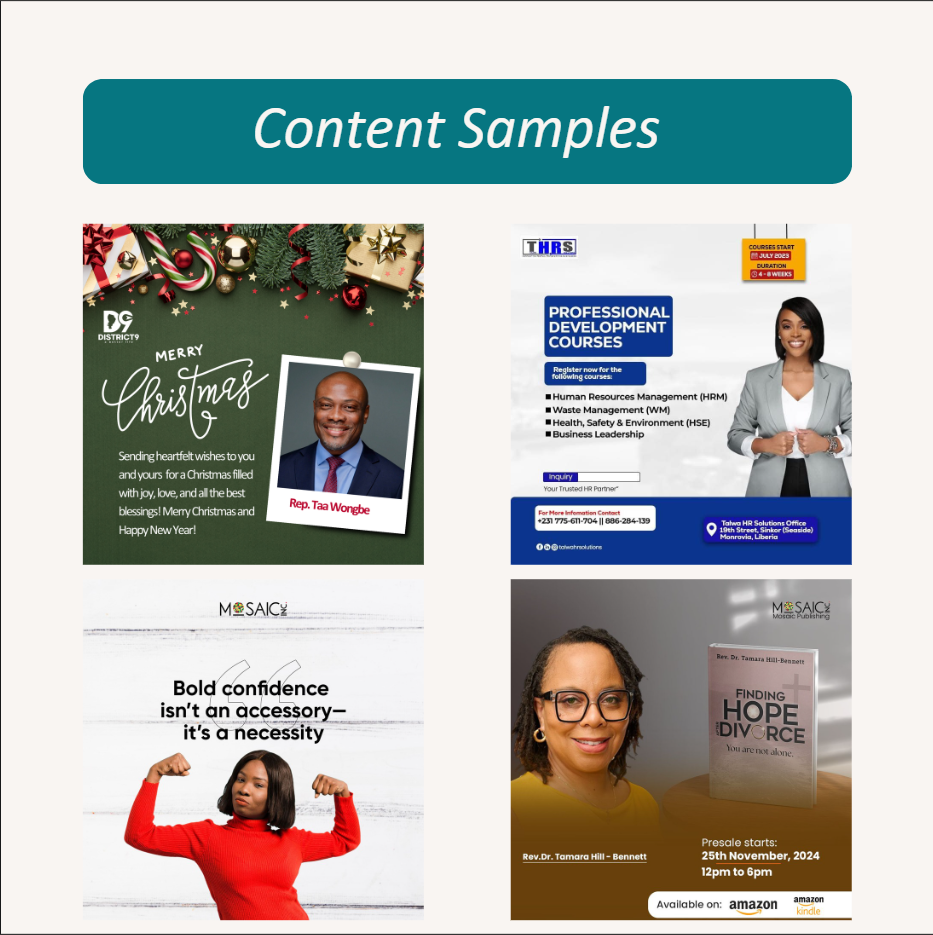 Content Samples
D9
DISTRICT9
MERRY
Christmas
Sending heartfelt wishes to you
and yours for a Christmas filled
with joy, love, and all the best
blessings! Merry Christmas and
Happy New Year!
Rep. Taa Wongbe
THRS
COURSES START
JULY 2023
DURATION
4 - 8 WEEKS
PROFESSIONAL
DEVELOPMENT
COURSES
Register now for the
following courses:
Human Resources Management (HRM)
Waste Management (WM)
Health, Safety & Environment (HSE)
Business Leadership
Inquiry
Your Trusted HR Partner"
For More Infomation Contact
+231 775-611-704 || 886-284-139
Talwa HR Solutions Office
19th Street, Sinkor (Seaside)
Monrovia, Liberia
talwahrsolutions
MOSAIC INC.
Bold confidence
isn't an accessory—
it's a necessity
MOSAIC INC.
Mosaic Publishing
Rev. Dr. Tamara Hill-Bennett
FINDING
HOPE
AFTER DIVORCE
You are not alone.
Rev.Dr. Tamara Hill - Bennett
Presale starts:
25th November, 2024
12pm to 6pm
Available on: amazon amazon kindle